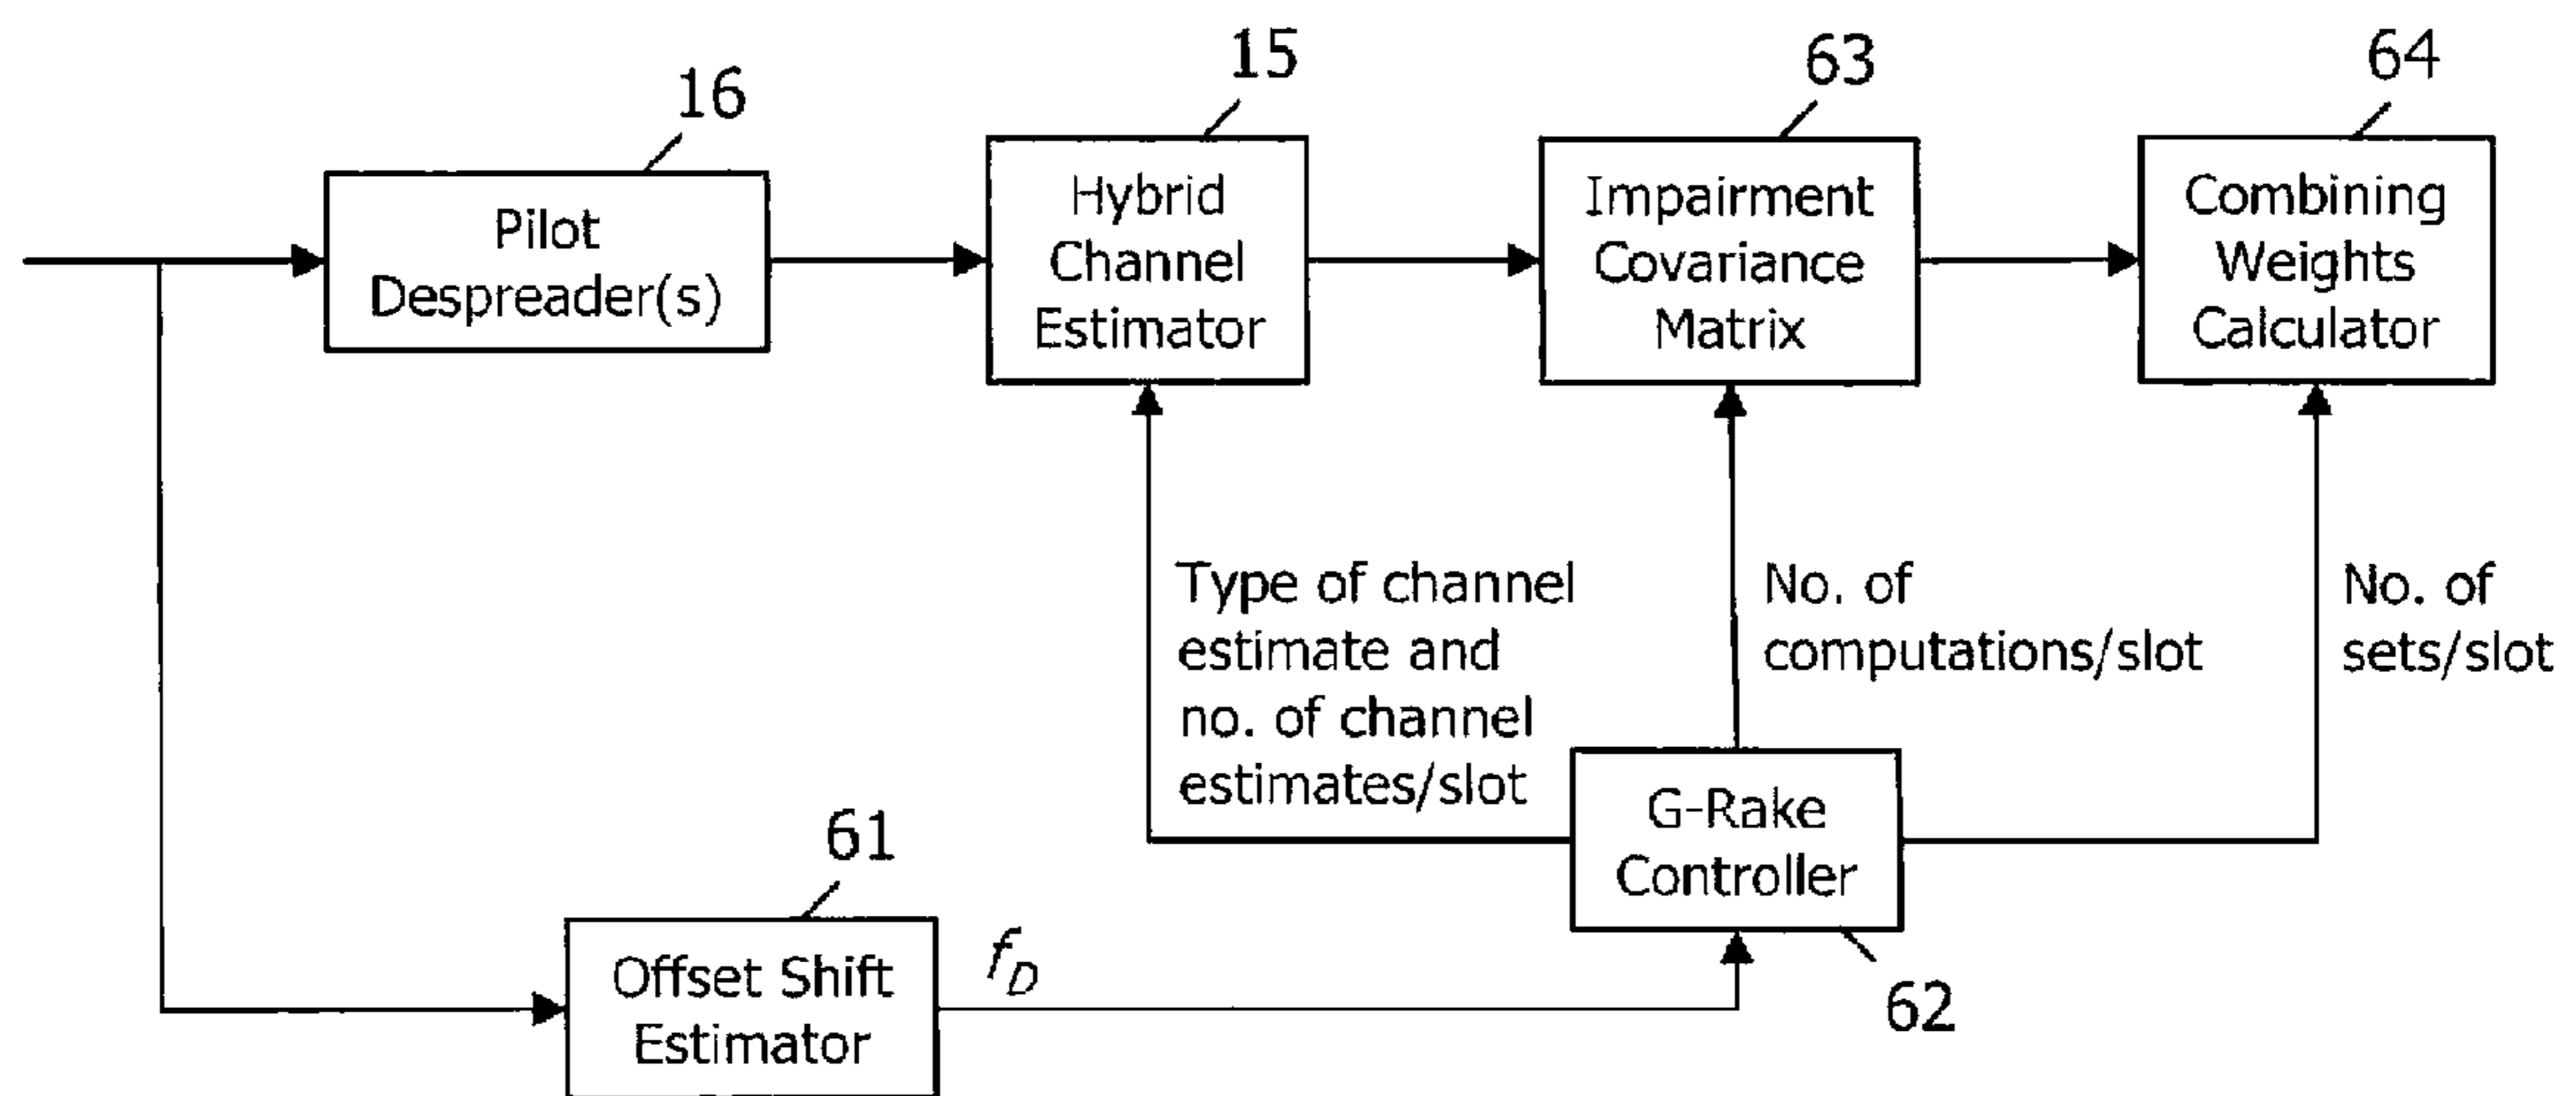 16
15
63
64
Pilot
Despreader(s)
Hybrid
Channel
Estimator
Impairment
Covariance
Matrix
Combining
Weights
Calculator
Type of channel
estimate and
no. of channel
estimates/slot
No. of
computations/slot
No. of
sets/slot
G-Rake
Controller
62
61
Offset Shift
Estimator
f_D